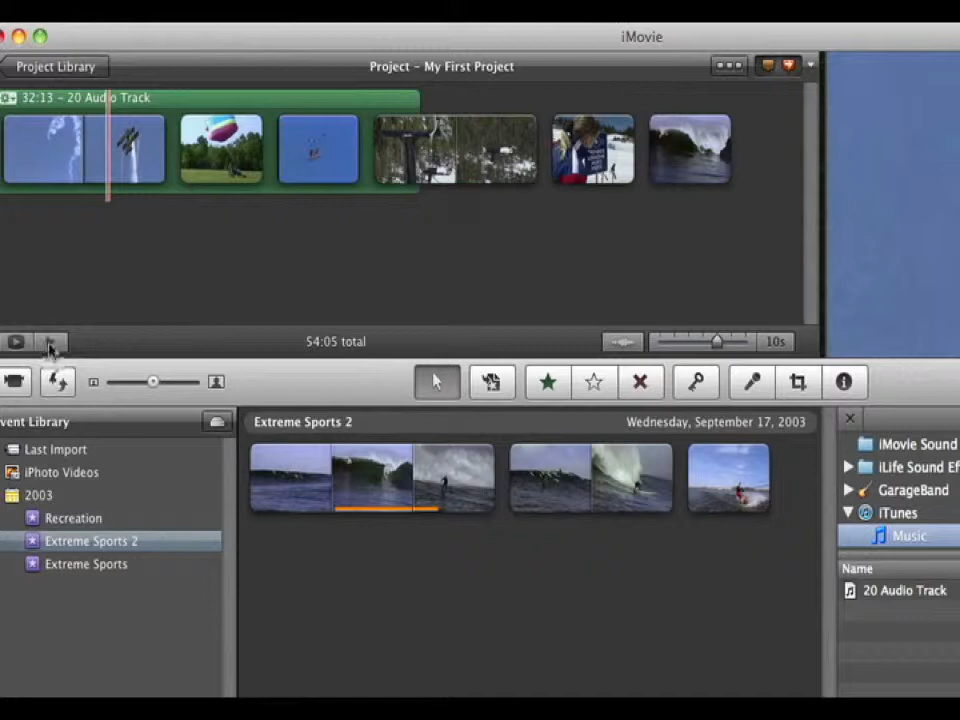 iMovie
Project Library
Project - My First Project
32:13 - 20 Audio Track
54:05 total
10s
vent Library
Last Import
iPhoto Videos
2003
Recreation
Extreme Sports 2
Extreme Sports
Extreme Sports 2
Wednesday, September 17, 2003
iMovie Sound
iLife Sound Ef
GarageBand
iTunes
Music
Name
20 Audio Track